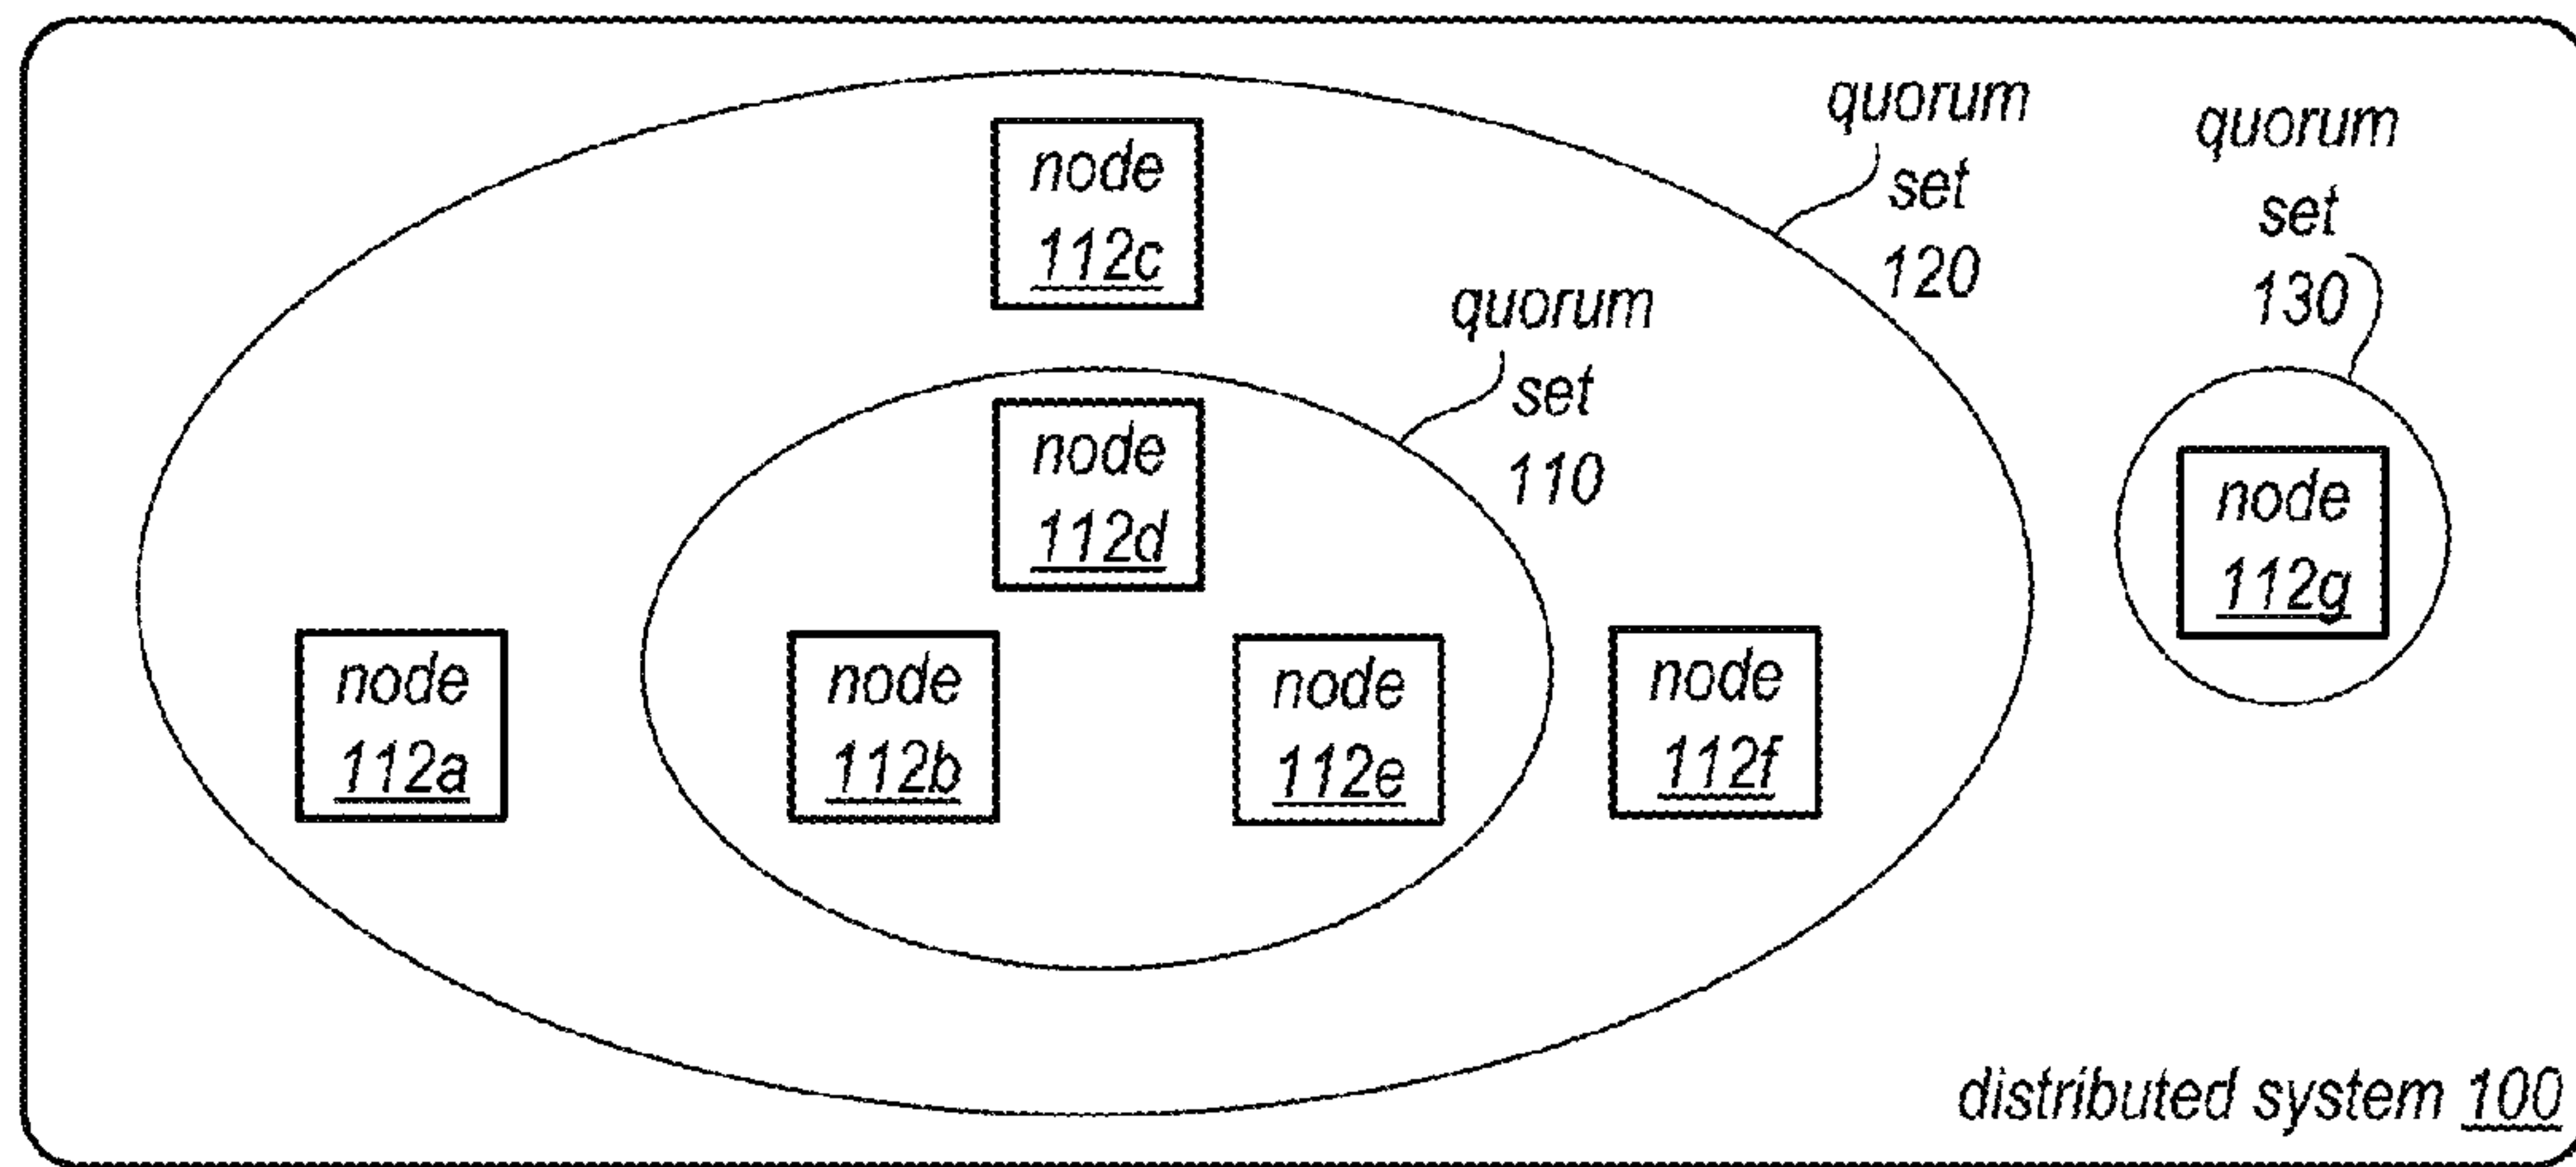 quorum
set
120
quorum
set
130
node
112c
quorum
set
110
node
112d
node
112g
node
112a
node
112b
node
112e
node
112f
distributed system 100